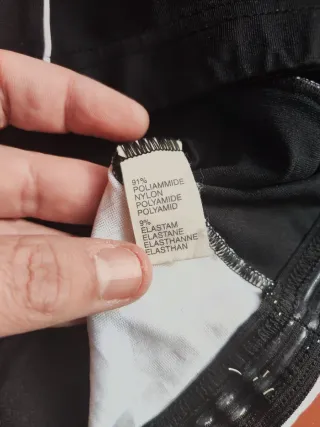 91%
POLIAMMIDE
NYLON
POLYAMIDE
POLYAMID
9%
ELASTAM
ELASTANE
ELASTHANNE
ELASTHAN